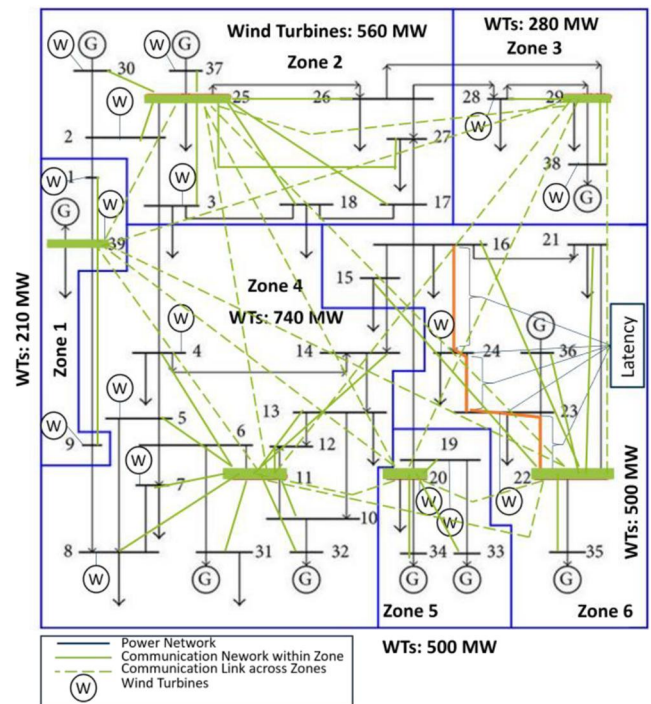 Wind Turbines: 560 MW
Zone 2
WTs: 280 MW
Zone 3
W G W G
30 37
W
25 26 28 29
2 27
W
38
W 1 W 3 18 17 W G
G
39
16 21
Zone 4
15
WTs: 740 MW
W W G
4 14 24 36
Latency
WTs: 210 MW
Zone 1
W
5 13 23
W 9 6 12 19
W
7 11 20 22
W W W
10
8 31 32 34 33 35
W G G G G G
WTs: 500 MW
Zone 5 Zone 6
WTs: 500 MW
Power Network
Communication Nework within Zone
Communication Link across Zones
W Wind Turbines